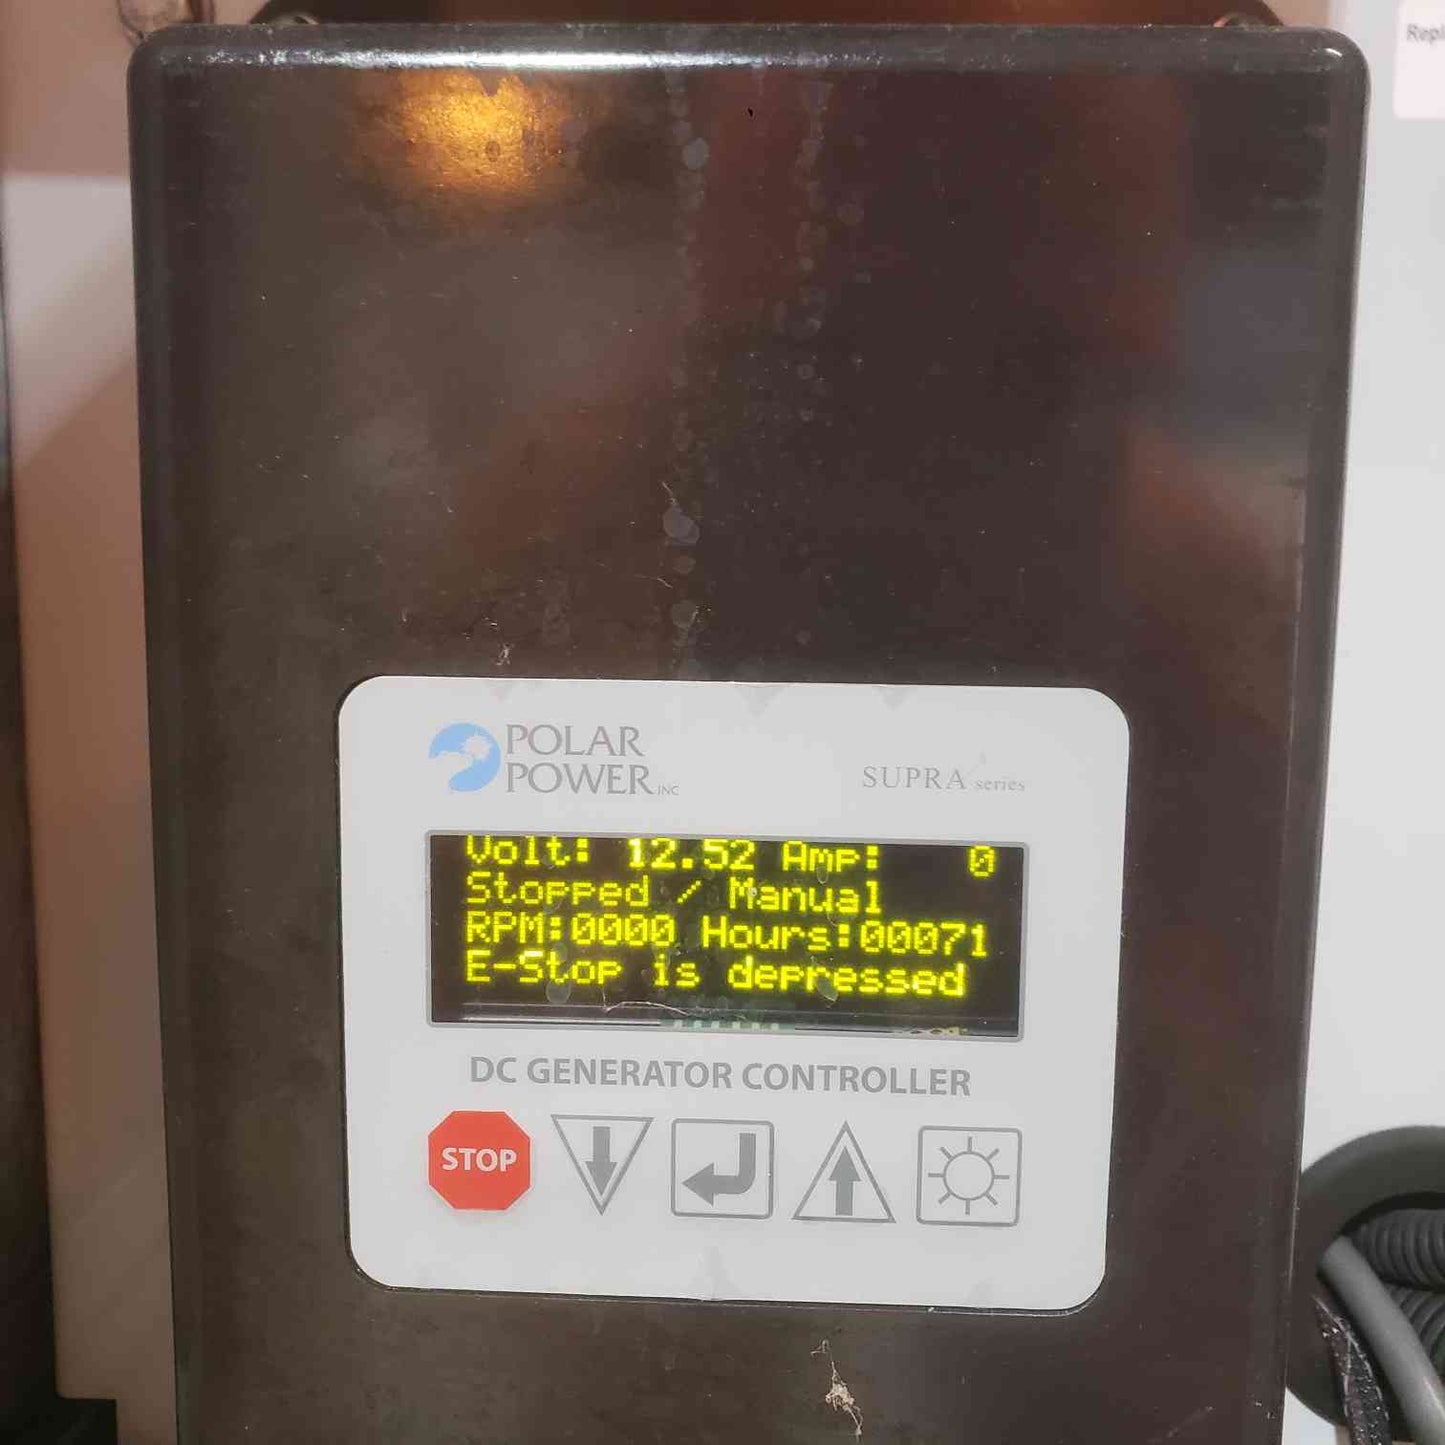 Repl
POLAR
POWER INC
SUPRA series
Volt: 12.52 Amp: 0
Stopped / Manual
RPM:0000 Hours:00071
E-Stop is depressed
DC GENERATOR CONTROLLER
STOP